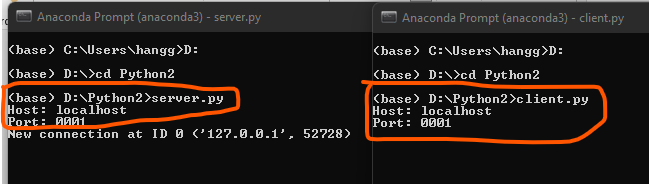 Anaconda Prompt (anaconda3) - server.py
(base) C:\Users\hangg>D:
(base) D:\>cd Python2
(base) D:\Python2>server.py
Host: localhost
Port: 0001
New connection at ID 0 ('127.0.0.1', 52728)
Anaconda Prompt (anaconda3) - client.py
(base) C:\Users\hangg>D:
(base) D:\>cd Python2
(base) D:\Python2>client.py
Host: localhost
Port: 0001